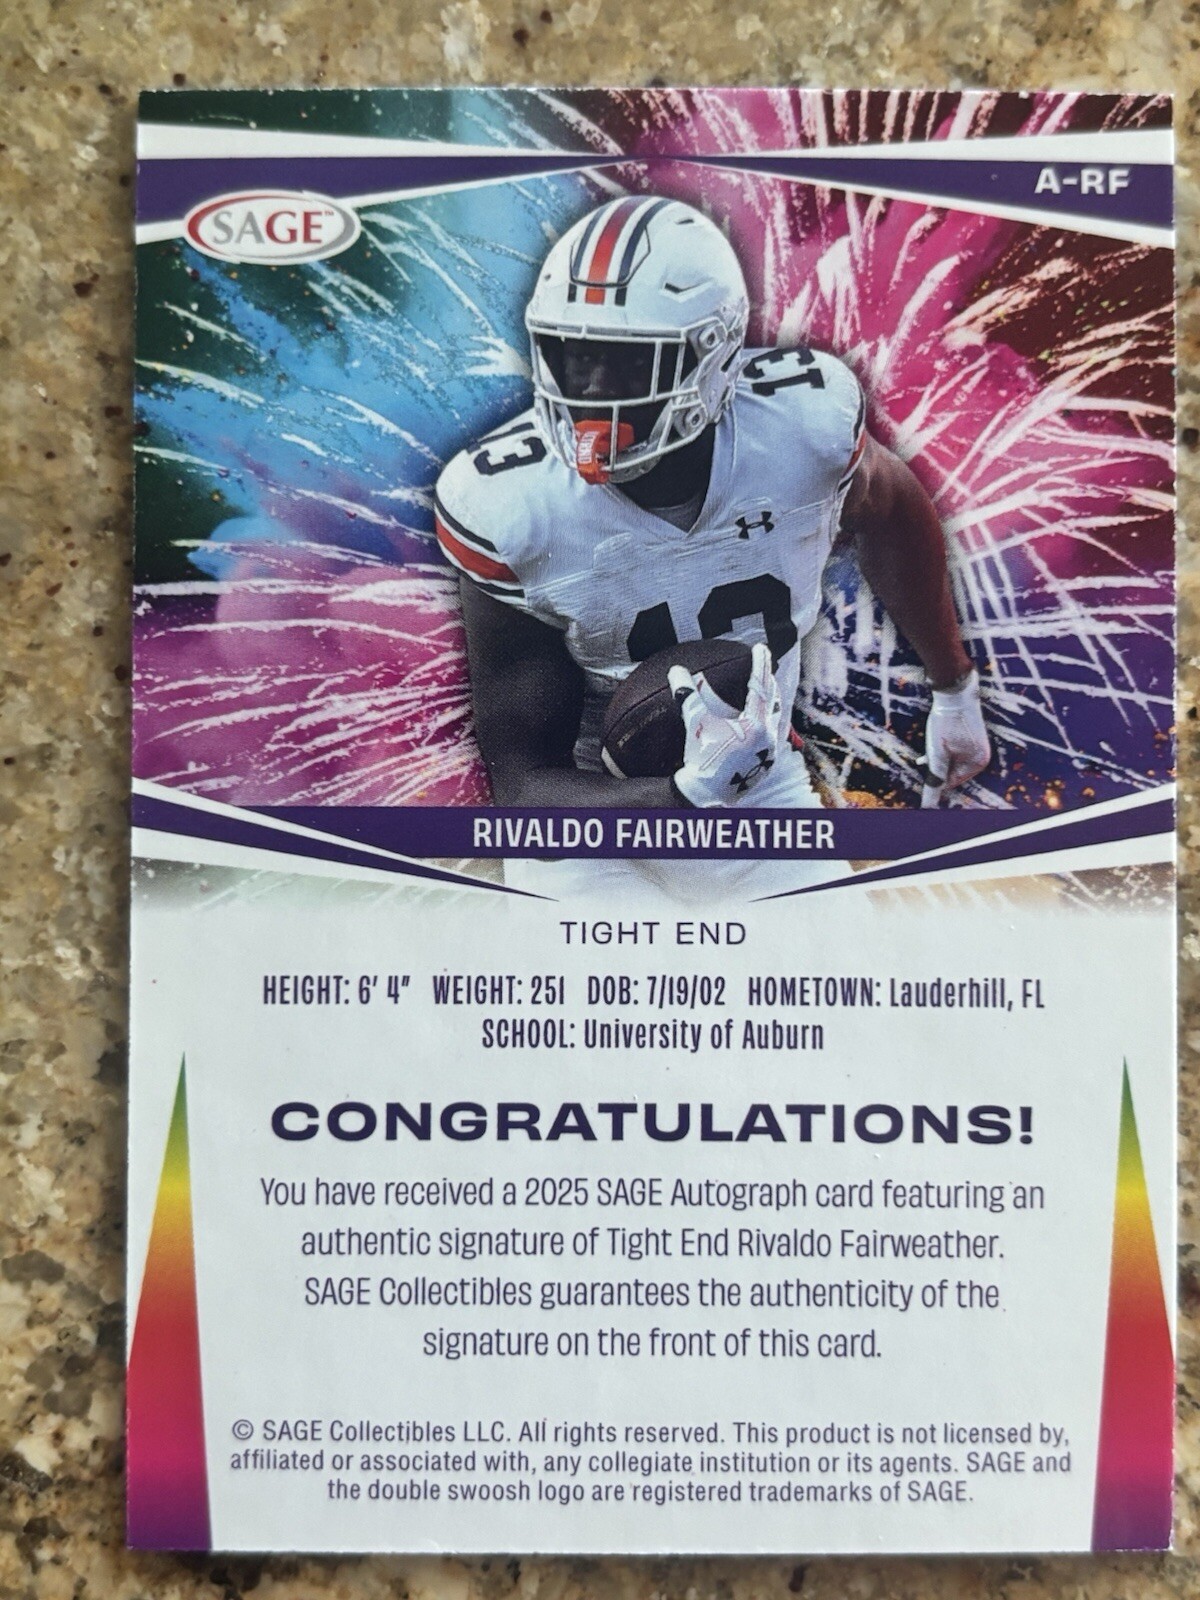 A-RF
SAGE™
13
13
13
RIVALDO FAIRWEATHER
TIGHT END
HEIGHT: 6' 4" WEIGHT: 251 DOB: 7/19/02 HOMETOWN: Lauderhill, FL
SCHOOL: University of Auburn
CONGRATULATIONS!
You have received a 2025 SAGE Autograph card featuring an
authentic signature of Tight End Rivaldo Fairweather.
SAGE Collectibles guarantees the authenticity of the
signature on the front of this card.
© SAGE Collectibles LLC. All rights reserved. This product is not licensed by,
affiliated or associated with, any collegiate institution or its agents. SAGE and
the double swoosh logo are registered trademarks of SAGE.